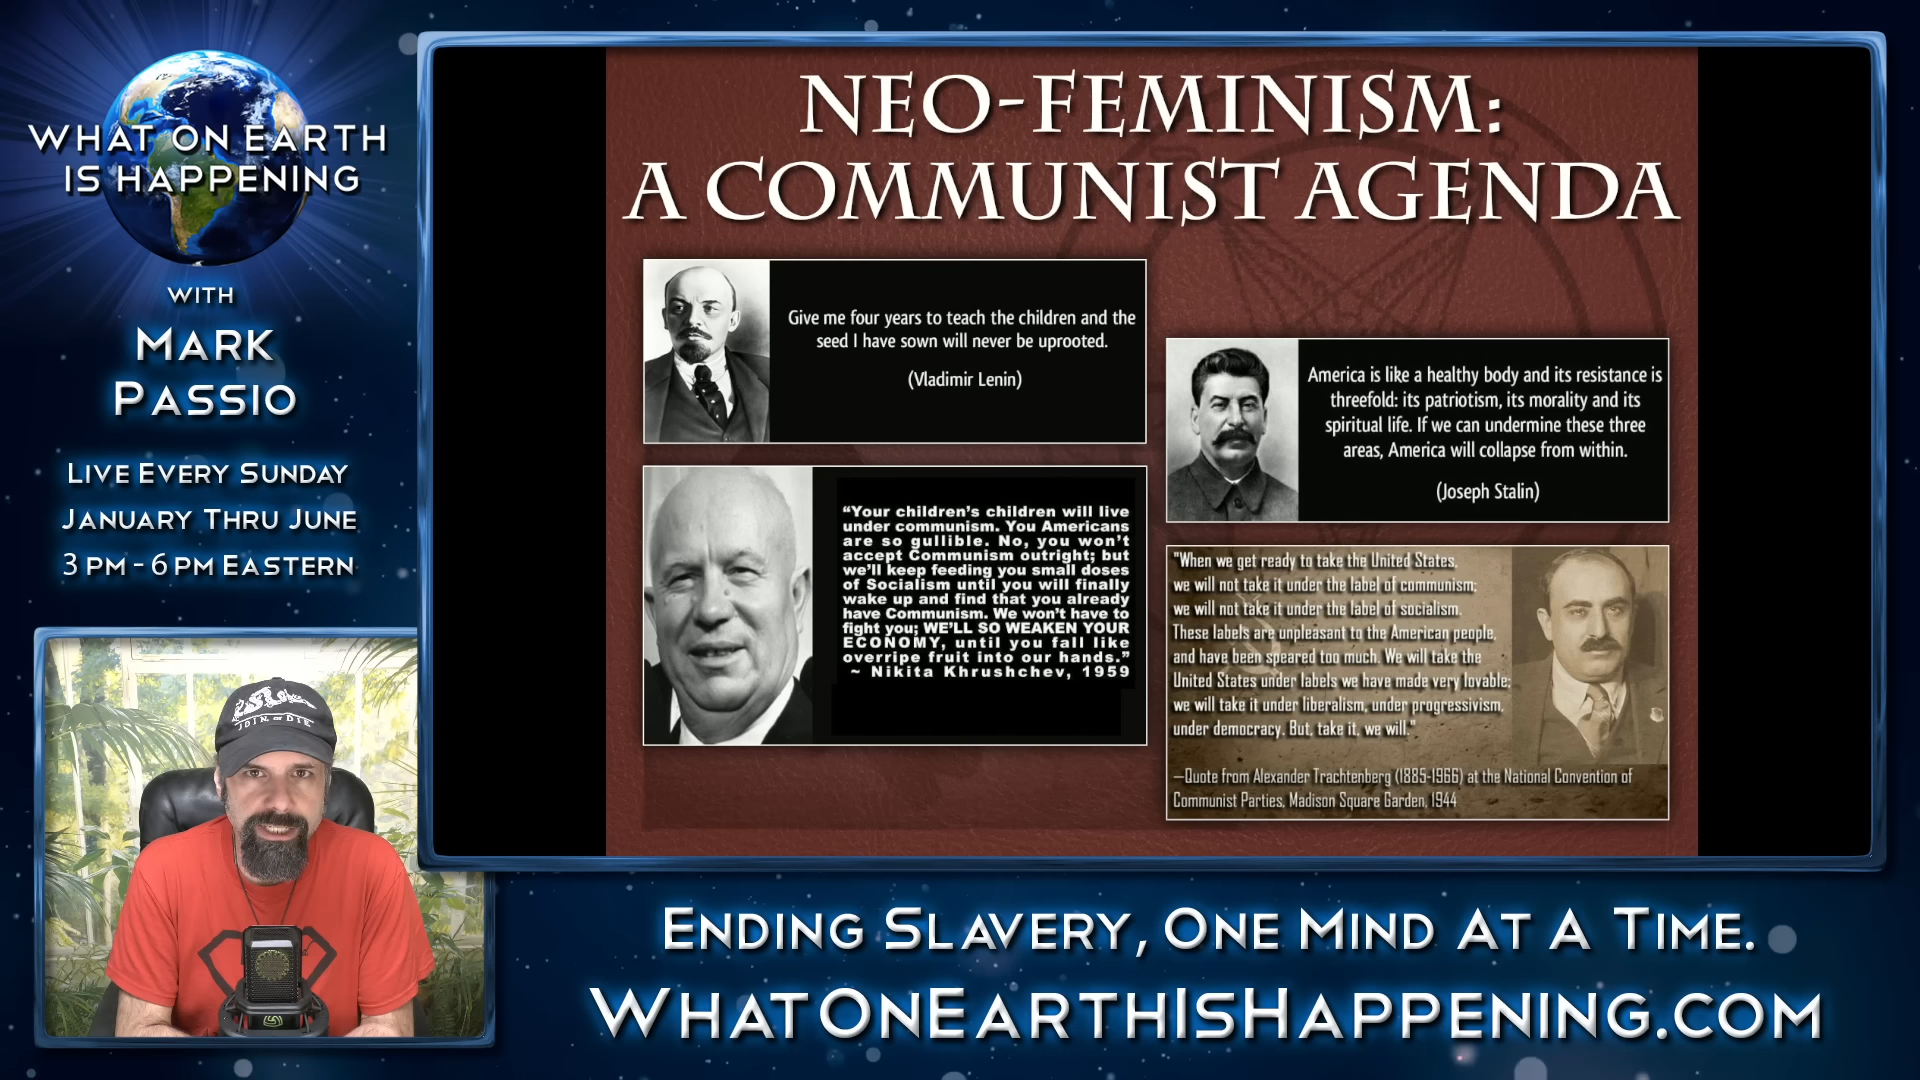 WHAT ON EARTH
IS HAPPENING
WITH
MARK
PASSIO
LIVE EVERY SUNDAY
JANUARY THRU JUNE
3 PM - 6 PM EASTERN
JOIN, or DIE
NEO-FEMINISM:
A COMMUNIST AGENDA
Give me four years to teach the children and the
seed I have sown will never be uprooted.
(Vladimir Lenin)
America is like a healthy body and its resistance is
threefold: its patriotism, its morality and its
spiritual life. If we can undermine these three
areas, America will collapse from within.
(Joseph Stalin)
“Your children’s children will live
under communism. You Americans
are so gullible. No, you won’t
accept Communism outright; but
we’ll keep feeding you small doses
of Socialism until you will finally
wake up and find that you already
have Communism. We won’t have to
fight you; WE’LL SO WEAKEN YOUR
ECONOMY, until you fall like
overripe fruit into our hands.”
~ Nikita Khrushchev, 1959
"When we get ready to take the United States,
we will not take it under the label of communism;
we will not take it under the label of socialism.
These labels are unpleasant to the American people,
and have been speared too much. We will take the
United States under labels we have made very lovable;
we will take it under liberalism, under progressivism,
under democracy. But, take it, we will."
—Quote from Alexander Trachtenberg (1885-1966) at the National Convention of
Communist Parties, Madison Square Garden, 1944
ENDING SLAVERY, ONE MIND AT A TIME.
WHATONEARTHISHAPPENING.COM